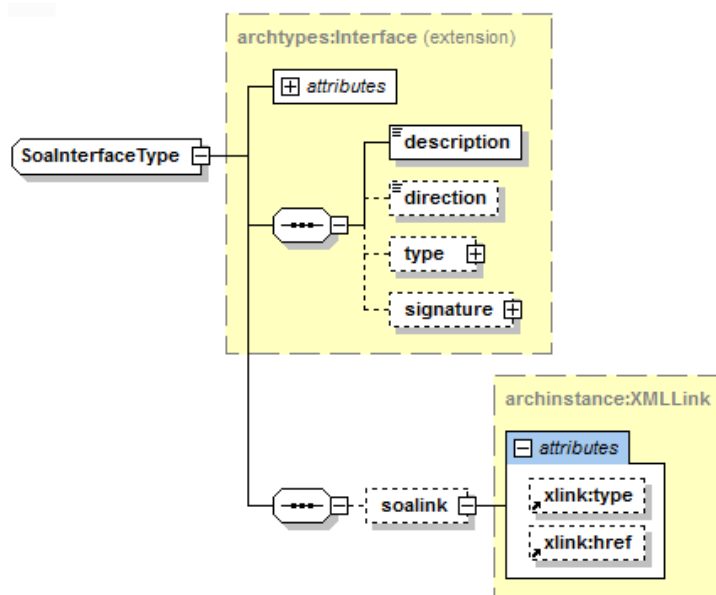 archtypes:Interface (extension)
attributes
SoaInterfaceType
description
direction
type
signature
archinstance:XMLLink
attributes
soalink
xlink:type
xlink:href